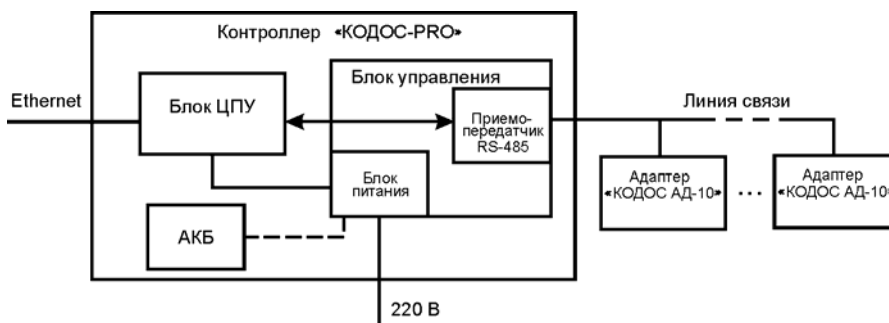 Контроллер «КОДОС-PRO»
Блок управления
Ethernet
Блок ЦПУ
Линия связи
Приемо-
передатчик
RS-485
Блок
питания
Адаптер
«КОДОС АД-10»
...
Адаптер
«КОДОС АД-10»
АКБ
220 В